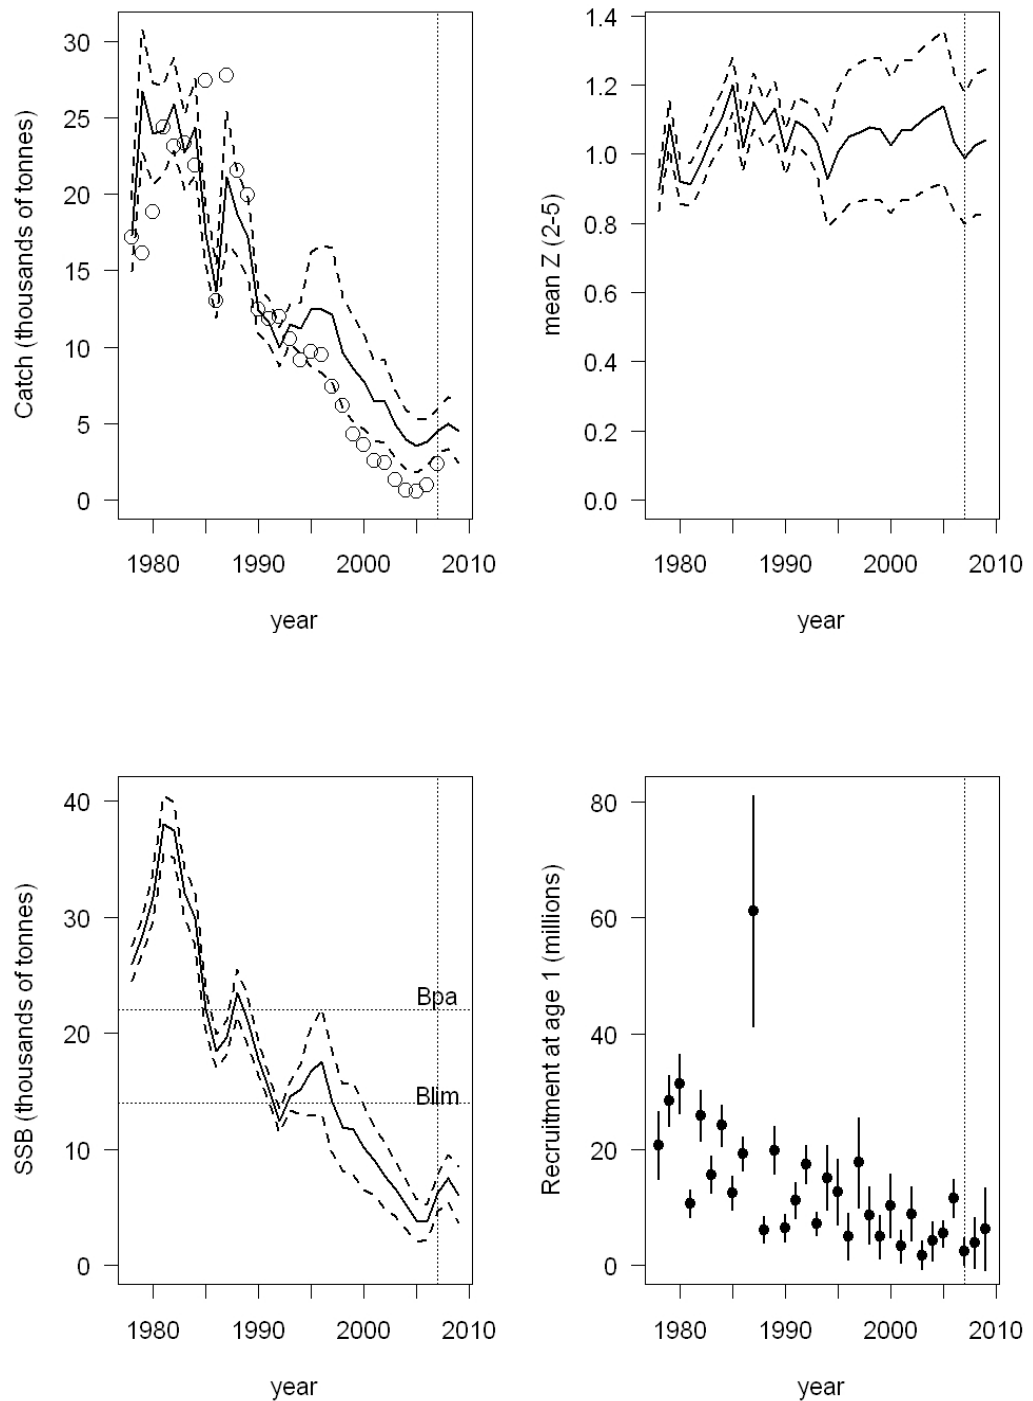 Catch (thousands of tonnes)
30
25
20
15
10
5
0
1980 1990 2000 2010
year
mean Z (2-5)
1.4
1.2
1.0
0.8
0.6
0.4
0.2
0.0
1980 1990 2000 2010
year
SSB (thousands of tonnes)
40
30
20
10
0
Bpa
Blim
1980 1990 2000 2010
year
Recruitment at age 1 (millions)
80
60
40
20
0
1980 1990 2000 2010
year